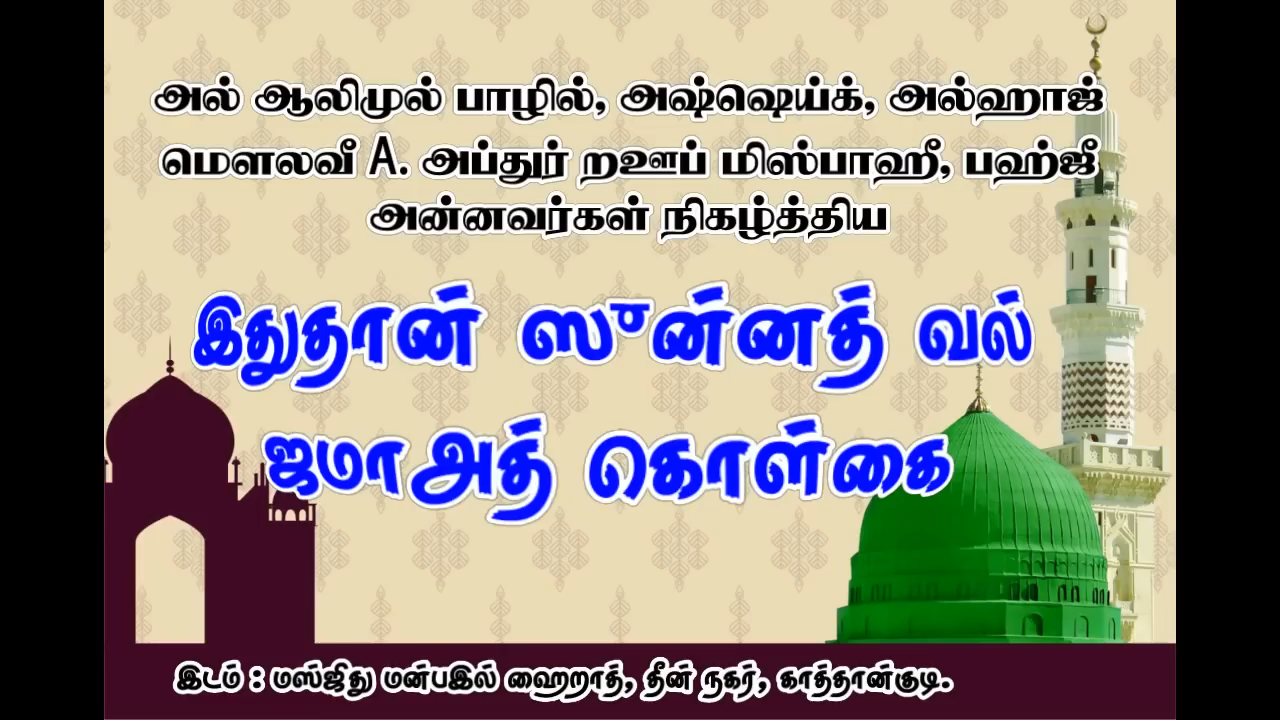 அல் ஆலிமுல் பாழில், அஷ்ஷெய்க், அல்ஹாஜ்
மௌலவீ A. அப்துர் றஊப் மிஸ்பாஹீ, பஹ்ஜீ
அன்னவர்கள் நிகழ்த்திய
இதுதான் ஸுன்னத் வல்
ஜமாஅத் கொள்கை
இடம் : மஸ்ஜிது மன்பஇல் ஹைறாத், தீன் நகர், காத்தான்குடி.